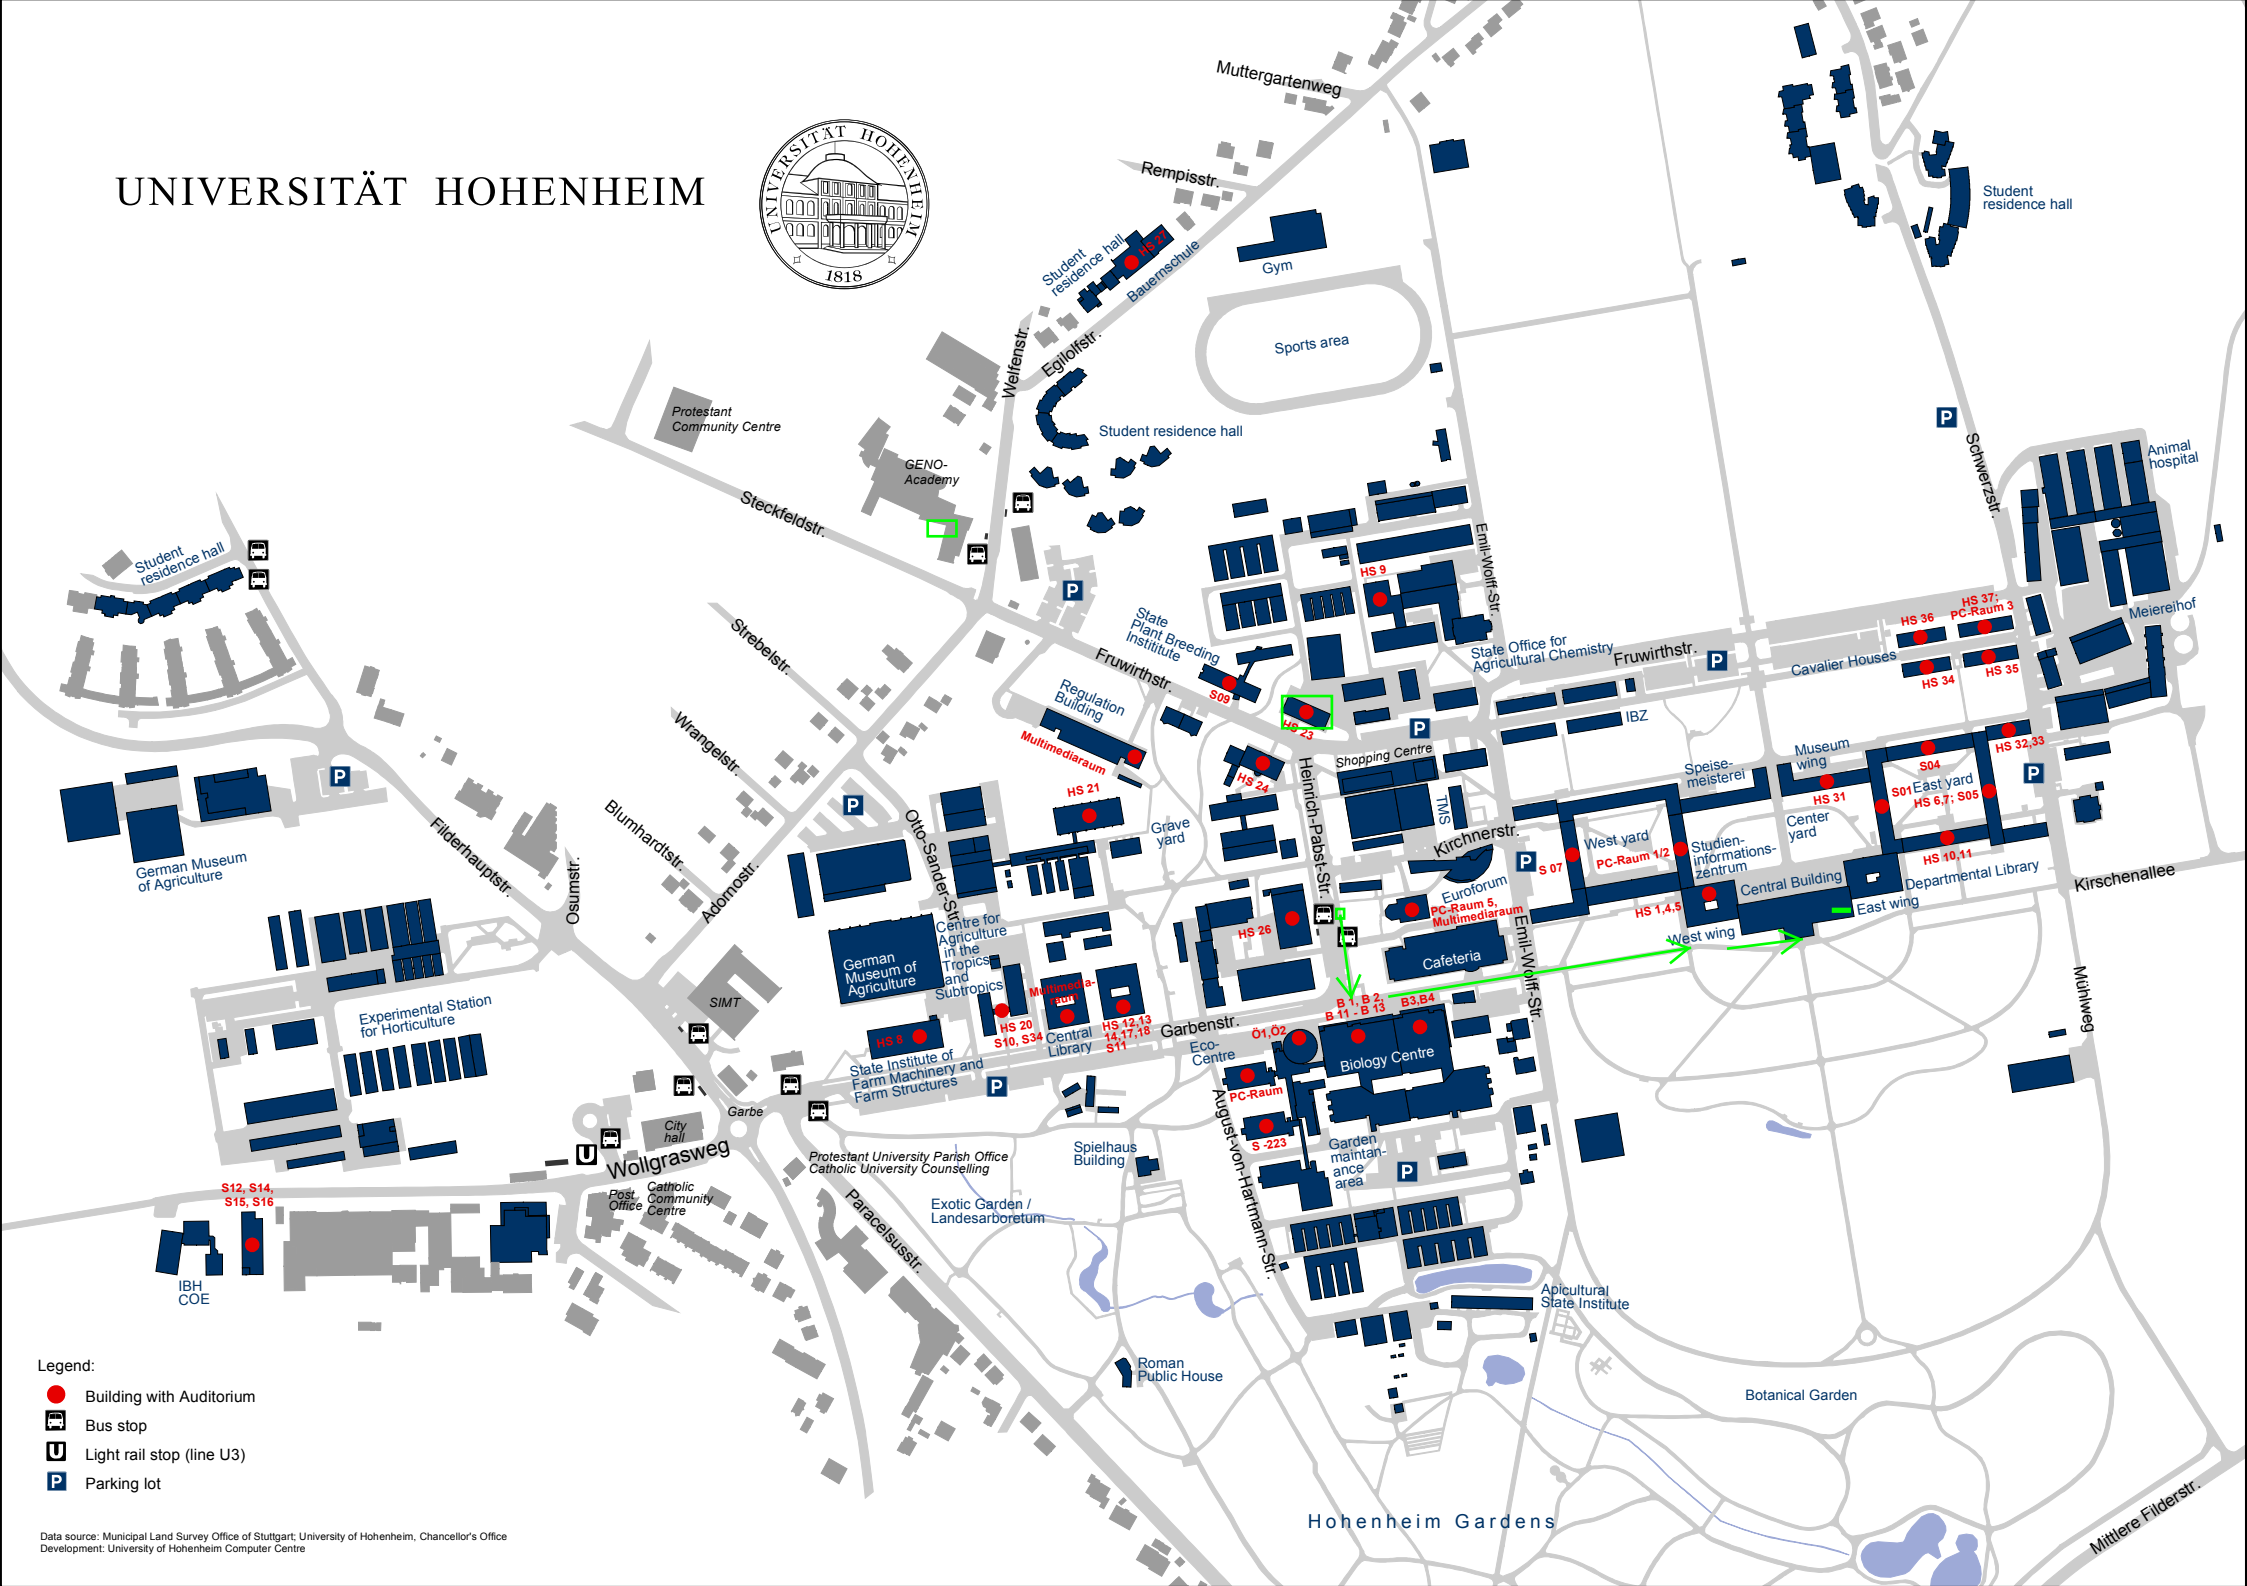 UNIVERSITÄT HOHENHEIM
UNIVERSITÄT HOHENHEIM
1818
Muttergartenweg
Rempisstr.
Student
residence hall
HS 27
Bauernschule
Gym
Sports area
Welfenstr.
Egilolfstr.
Student
residence hall
Protestant
Community Centre
GENO-
Academy
Student residence hall
Steckfeldstr.
Schwerzstr.
Animal
hospital
Student
residence hall
Emil-Wolff-Str.
HS 9
State
Plant Breeding
Instititute
Strebelstr.
Fruwirthstr.
S09
State Office for
Agricultural Chemistry
Fruwirthstr.
HS 36
HS 37;
PC-Raum 3
Meiereihof
Cavalier Houses
HS 34
HS 35
Regulation
Building
Multimediaraum
HS 23
IBZ
Wrangelstr.
HS 24
Shopping Centre
Heinrich-Pabst-Str.
Speise-
meisterei
Museum
wing
S04
HS 32,33
HS 31
S01
East yard
HS 6,7; S05
HS 21
Blumhardtstr.
Otto-Sander-Str.
TMS
Grave
yard
Kirchnerstr.
West yard
PC-Raum 1/2
S 07
Studien-
informations-
zentrum
Center
yard
HS 10,11
German Museum
of Agriculture
Filderhauptstr.
Osumstr.
Adornostr.
Euroforum
PC-Raum 5,
Multimediaraum
Central Building
Departmental Library
Kirschenallee
HS 1,4,5
West wing
East wing
HS 26
Emil-Wolff-Str.
Centre for
Agriculture
in the
Tropics
and
Subtropics
German
Museum of
Agriculture
Cafeteria
SIMT
Experimental Station
for Horticulture
Multimedia-
raum
HS 20
S10, S34
Central
Library
HS 12,13
14,17,18
S11
Garbenstr.
Ö1,Ö2
B 1, B 2,
B 11 - B 13
B3,B4
Mühlweg
HS 8
State Institute of
Farm Machinery and
Farm Structures
Eco-
Centre
Biology Centre
PC-Raum
S -223
Garbe
City
hall
Wollgrasweg
Protestant University Parish Office
Catholic University Counselling
Spielhaus
Building
Garden
maintan-
ance
area
August-von-Hartmann-Str.
S12, S14,
S15, S16
Post
Office
Catholic
Community
Centre
Paracelsusstr.
Exotic Garden /
Landesarboretum
IBH
COE
Apicultural
State Institute
Roman
Public House
Botanical Garden
Hohenheim Gardens
Mittlere Filderstr.
Legend:
Building with Auditorium
Bus stop
U Light rail stop (line U3)
P Parking lot
Data source: Municipal Land Survey Office of Stuttgart; University of Hohenheim, Chancellor's Office
Development: University of Hohenheim Computer Centre